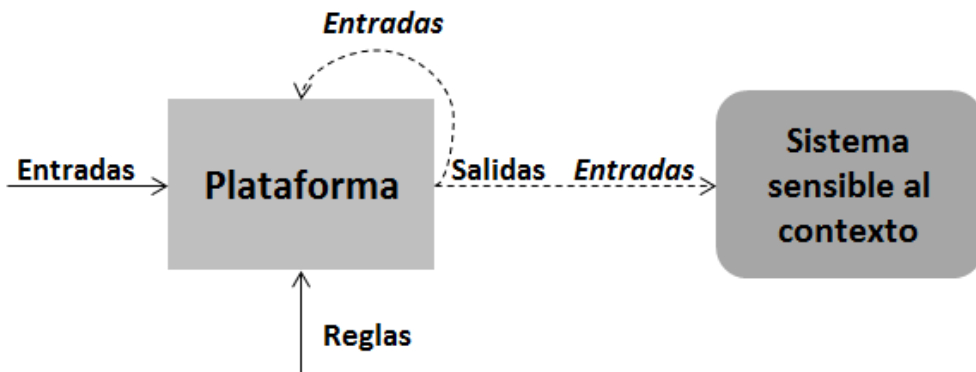 Entradas
Entradas
Plataforma
Salidas
Entradas
Sistema
sensible al
contexto
Reglas